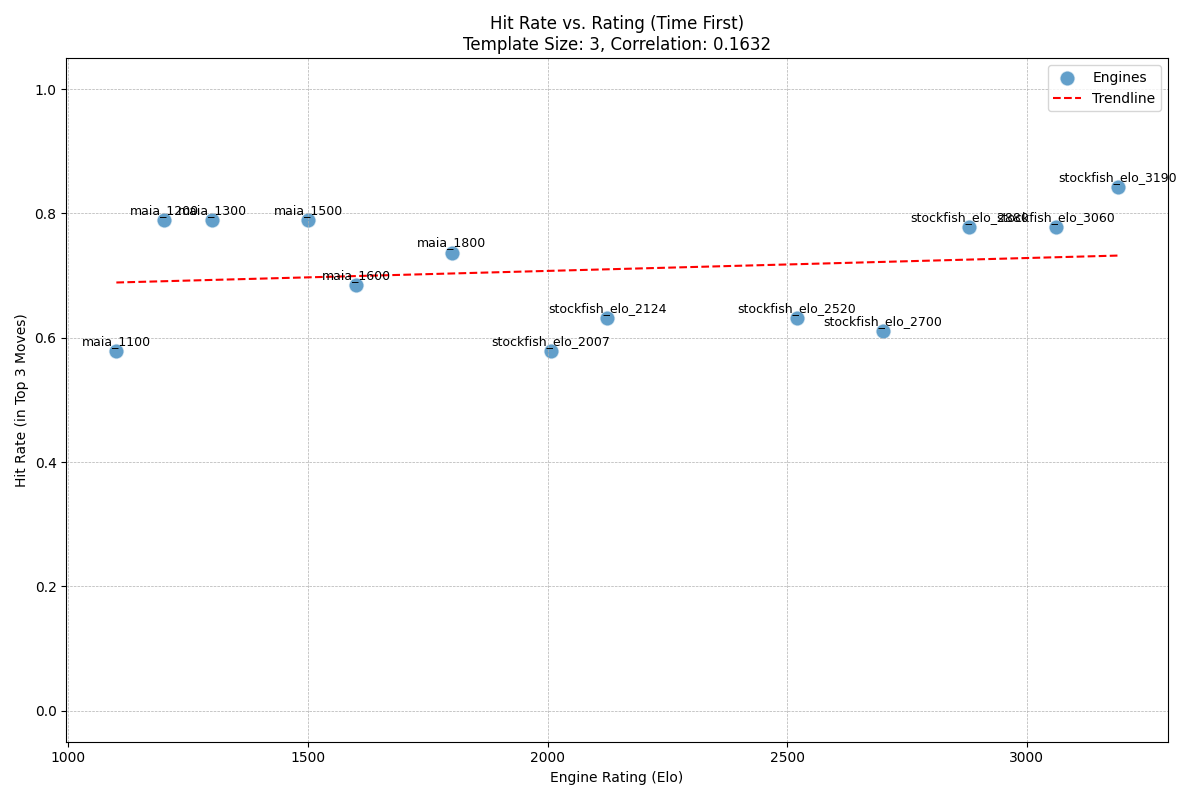 Hit Rate vs. Rating (Time First)
Template Size: 3, Correlation: 0.1632
Engines
Trendline
1.0
0.8
0.6
0.4
0.2
0.0
Hit Rate (in Top 3 Moves)
stockfish_elo_3190
maia_1200
maia_1300
maia_1500
stockfish_elo_2880
stockfish_elo_3060
maia_1800
maia_1600
stockfish_elo_2124
stockfish_elo_2520
stockfish_elo_2700
maia_1100
stockfish_elo_2007
1000
1500
2000
2500
3000
Engine Rating (Elo)